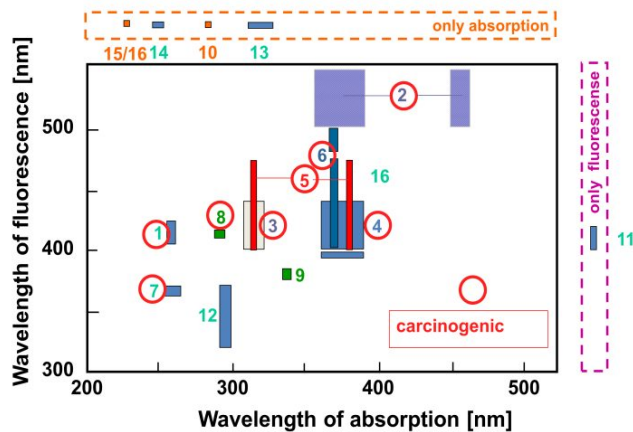 only absorption
15/16 14 10 13
Wavelength of fluorescence [nm]
500
400
300
2
6
5
16
8
3
4
1
9
7
12
carcinogenic
only fluorescense
11
200 300 400 500
Wavelength of absorption [nm]